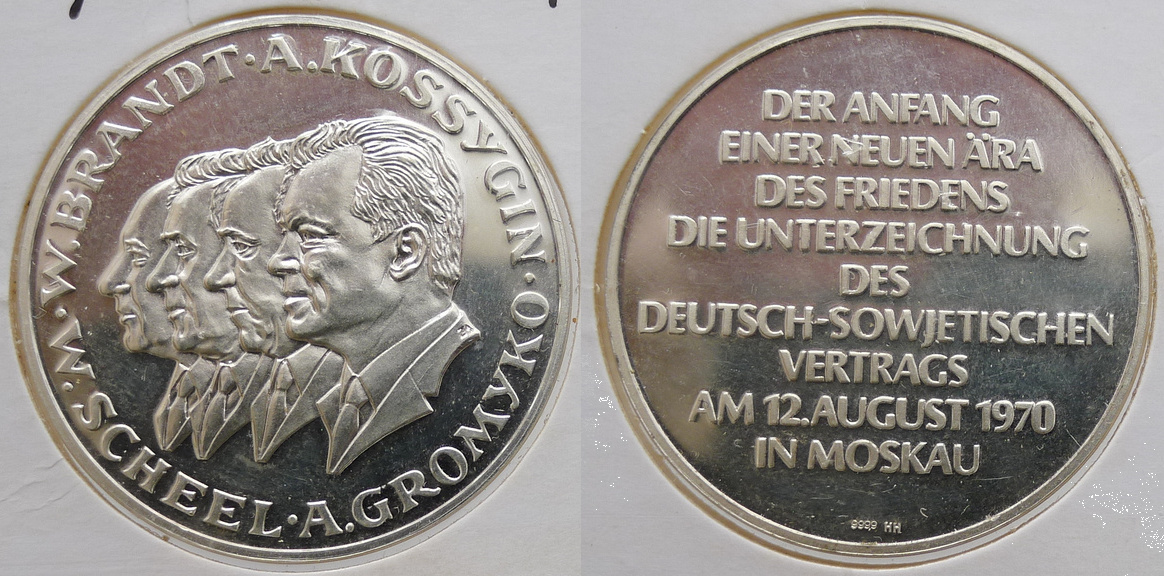 W.BRANDT·A.KOSSYGIN·
M.SCHEEL·A.GROMYKO·
DER ANFANG
EINER NEUEN ÄRA
DES FRIEDENS
DIE UNTERZEICHNUNG
DES
DEUTSCH-SOWJETISCHEN
VERTRAGS
AM 12.AUGUST 1970
IN MOSKAU
999,9 HH